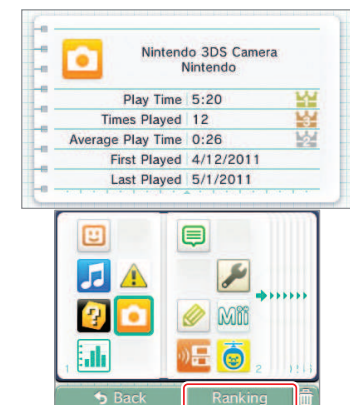 Nintendo 3DS Camera
Nintendo
Play Time 5:20
Times Played 12
Average Play Time 0:26
First Played 4/12/2011
Last Played 5/1/2011
Mii
1
2
Back
Ranking